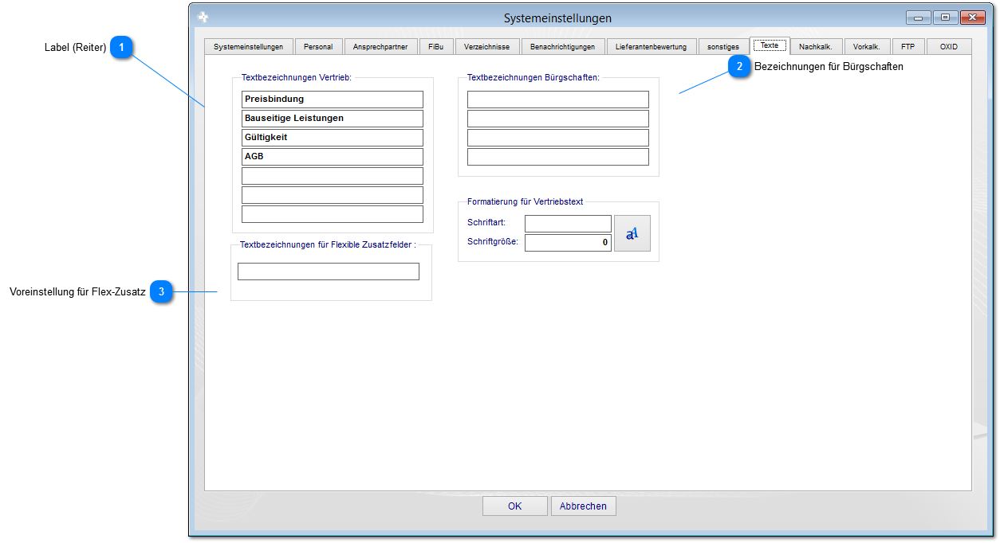 Systemeinstellungen
Label (Reiter) 1
Systemeinstellungen Personal Ansprechpartner FiBu Verzeichnisse Benachrichtigungen Lieferantenbewertung sonstiges Texte Nachkalk. Vorkalk. FTP OXID
2 Bezeichnungen für Bürgschaften
Textbezeichnungen Vertrieb:
Preisbindung
Bauseitige Leistungen
Gültigkeit
AGB
Textbezeichnungen Bürgschaften:
Formatierung für Vertriebstext
Schriftart:
Schriftgröße: 0
aA
Textbezeichnungen für Flexible Zusatzfelder :
Voreinstellung für Flex-Zusatz 3
OK Abbrechen